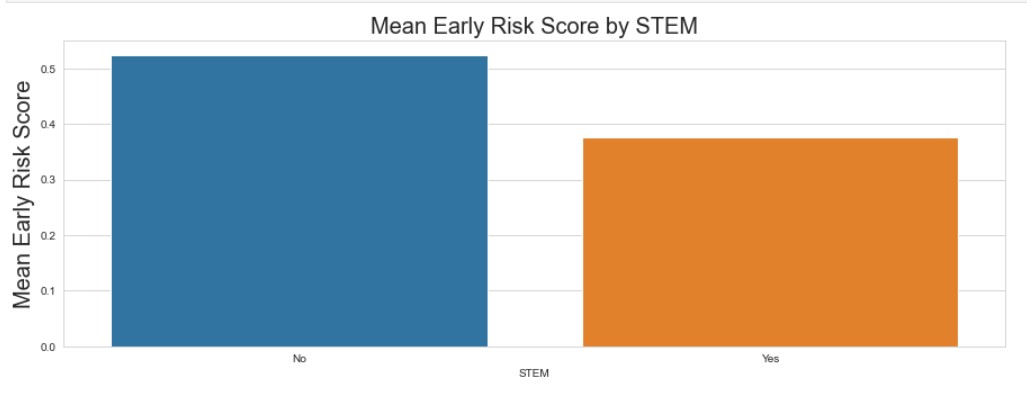 Mean Early Risk Score by STEM
Mean Early Risk Score
0.5
0.4
0.3
0.2
0.1
0.0
No
Yes
STEM